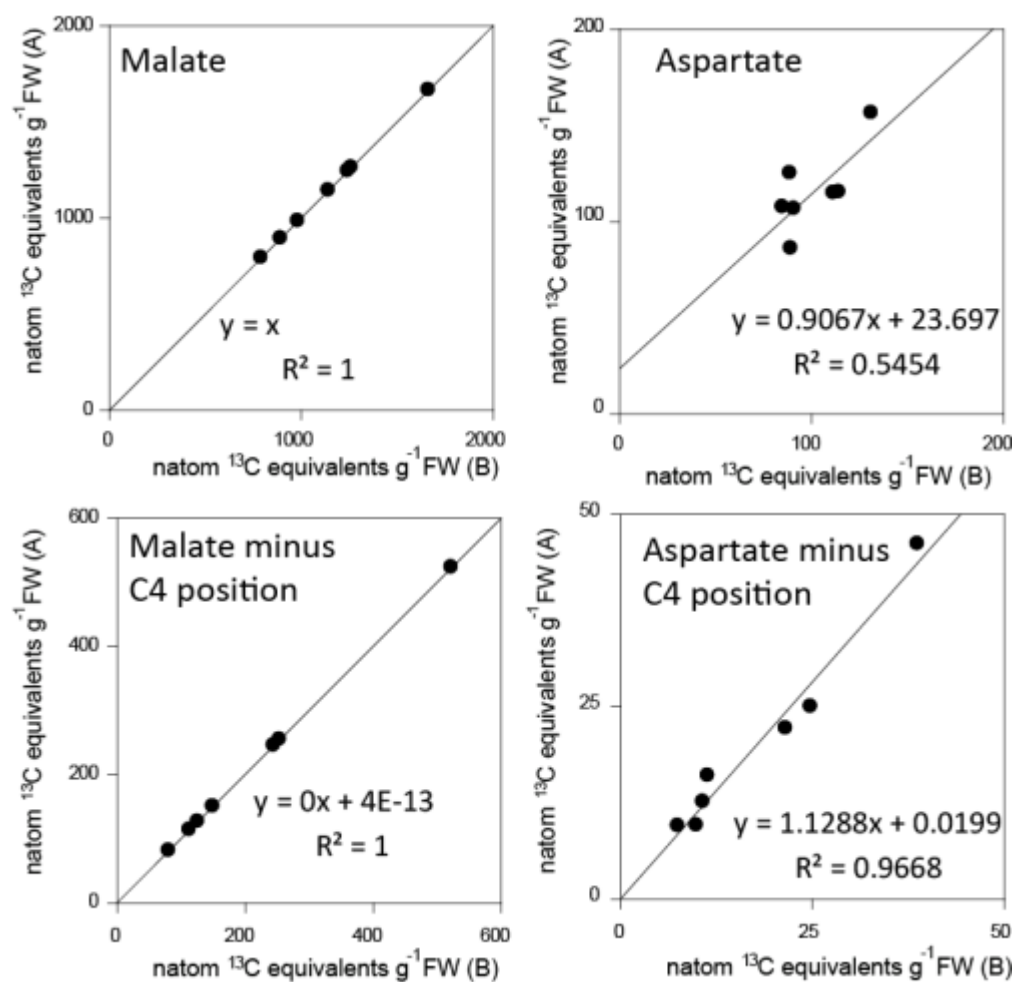 Malate
natom ¹³C equivalents g⁻¹FW (A)
2000
1000
0
0 1000 2000
natom ¹³C equivalents g⁻¹FW (B)
y = x
R² = 1
Aspartate
natom ¹³C equivalents g⁻¹FW (A)
200
100
0
0 100 200
natom ¹³C equivalents g⁻¹FW (B)
y = 0.9067x + 23.697
R² = 0.5454
Malate minus
C4 position
natom ¹³C equivalents g⁻¹FW (A)
600
400
200
0
0 200 400 600
natom ¹³C equivalents g⁻¹FW (B)
y = 0x + 4E-13
R² = 1
Aspartate minus
C4 position
natom ¹³C equivalents g⁻¹FW (A)
50
25
0
0 25 50
natom ¹³C equivalents g⁻¹FW (B)
y = 1.1288x + 0.0199
R² = 0.9668